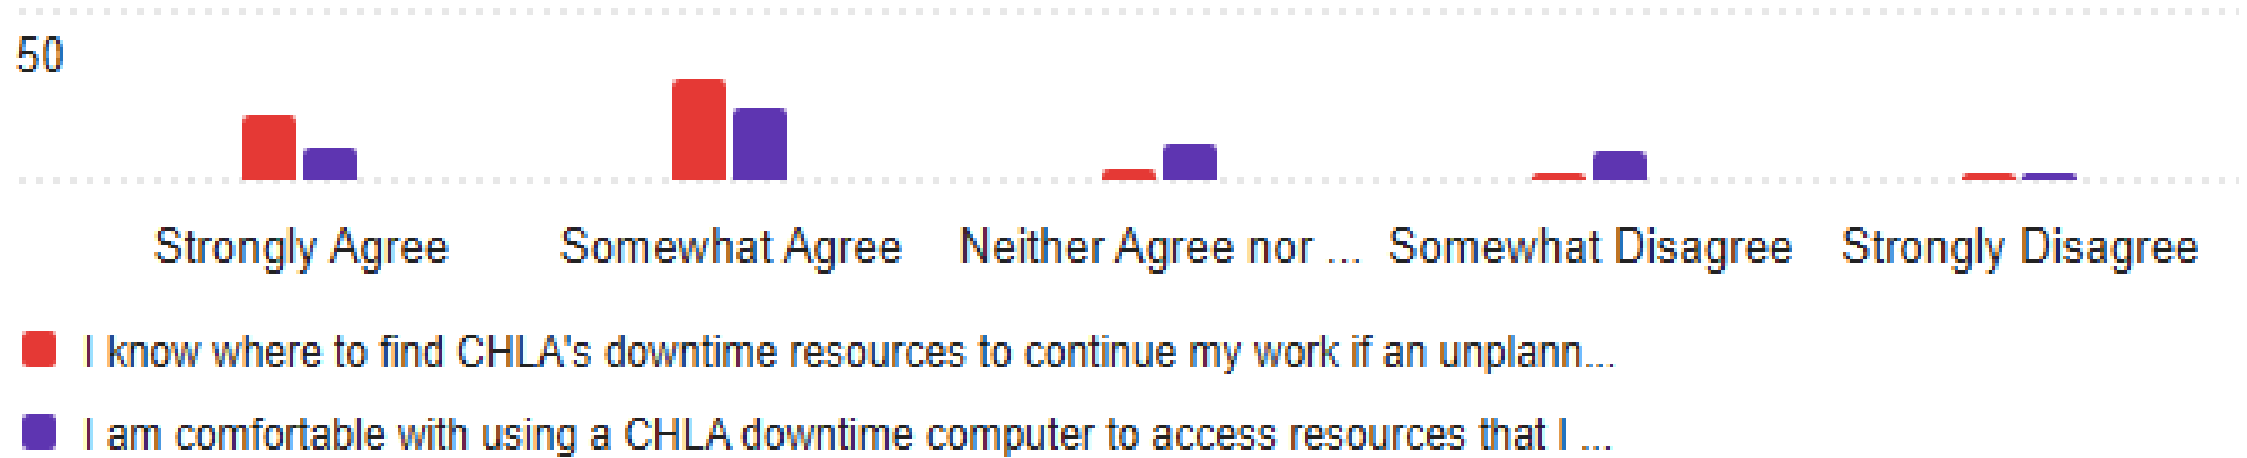 50
Strongly Agree Somewhat Agree Neither Agree nor ... Somewhat Disagree Strongly Disagree
I know where to find CHLA's downtime resources to continue my work if an unplann...
I am comfortable with using a CHLA downtime computer to access resources that I ...